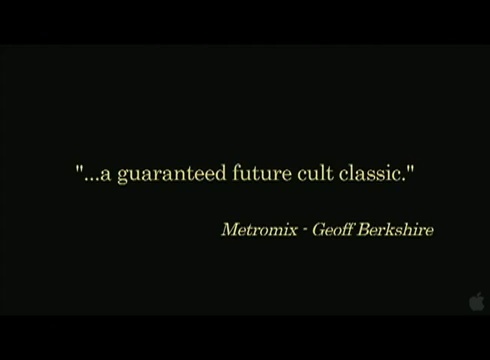 "...a guaranteed future cult classic."
Metromix - Geoff Berkshire